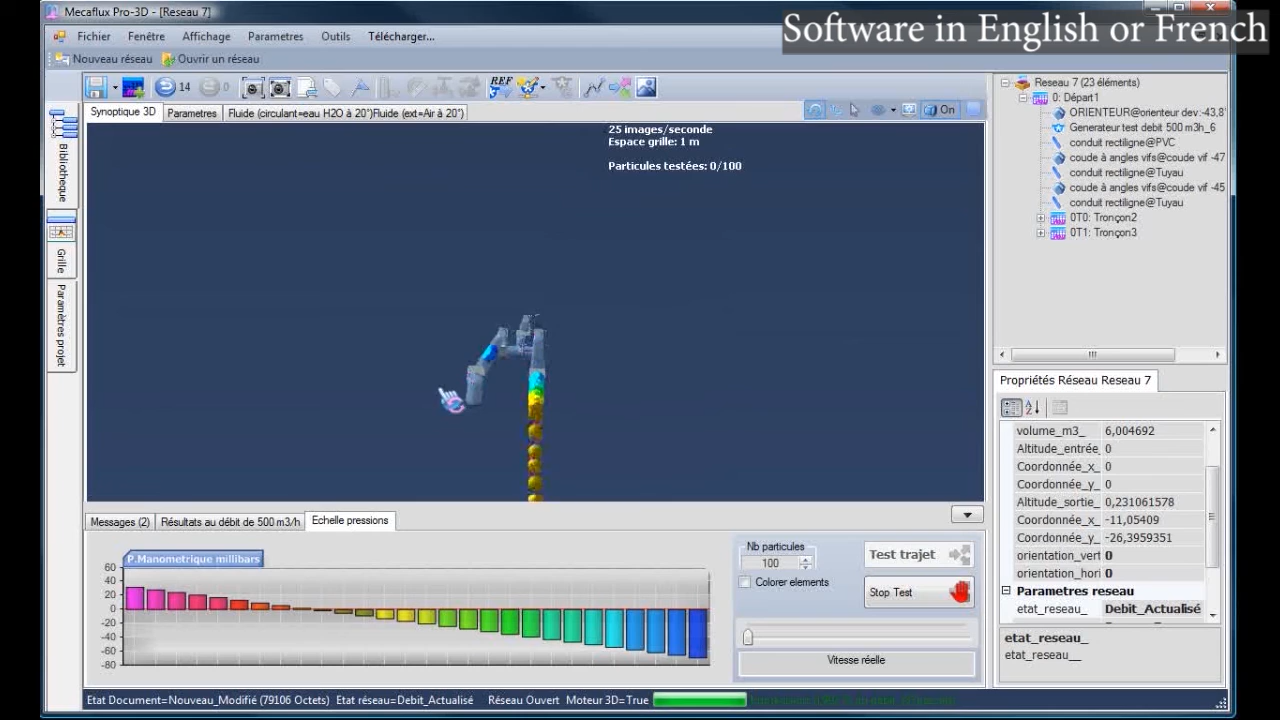 Mecaflux Pro-3D - [Reseau 7]
Software in English or French
Fichier Fenêtre Affichage Parametres Outils Télécharger...
Nouveau réseau Ouvrir un réseau
14 0 REF
Synoptique 3D Parametres Fluide (circulant=eau H2O à 20°)Fluide (ext=Air à 20°) On
Bibliotheque
Grille
Paramètres projet
25 images/seconde
Espace grille: 1 m
Particules testées: 0/100
Reseau 7 (23 éléments)
0: Départ1
ORIENTEUR@orienteur dev:-43,8°
Generateur test debit 500 m3h_6
conduit rectiligne@PVC
coude à angles vifs@coude vif -47
conduit rectiligne@Tuyau
coude à angles vifs@coude vif -45
conduit rectiligne@Tuyau
0T0: Tronçon2
0T1: Tronçon3
Propriétés Réseau Reseau 7
volume_m3_ 6,004692
Altitude_entrée_ 0
Coordonnée_x_ 0
Coordonnée_y_ 0
Altitude_sortie_ 0,231061578
Coordonnée_x_ -11,05409
Coordonnée_y_ -26,3959351
orientation_vert 0
orientation_hori 0
Parametres reseau
etat_reseau_ Debit_Actualisé
etat_reseau_
etat_reseau__
Messages (2) Résultats au débit de 500 m3/h Echelle pressions
P.Manometrique millibars
60
40
20
0
-20
-40
-60
-80
Nb particules
100
Colorer elements
Test trajet
Stop Test
Vitesse réelle
Etat Document=Nouveau_Modifié (79106 Octets) Etat réseau=Debit_Actualisé Réseau Ouvert Moteur 3D=True